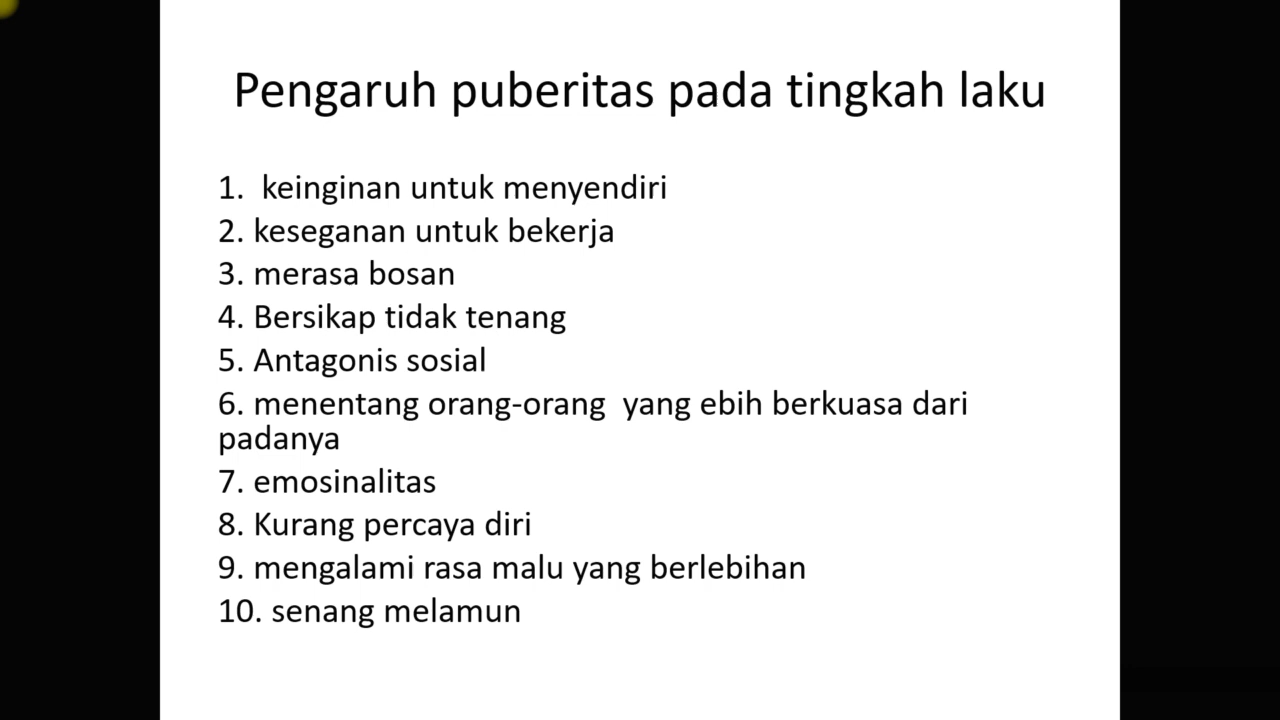 Pengaruh puberitas pada tingkah laku
1. keinginan untuk menyendiri
2. keseganan untuk bekerja
3. merasa bosan
4. Bersikap tidak tenang
5. Antagonis sosial
6. menentang orang-orang yang ebih berkuasa dari
padanya
7. emosinalitas
8. Kurang percaya diri
9. mengalami rasa malu yang berlebihan
10. senang melamun